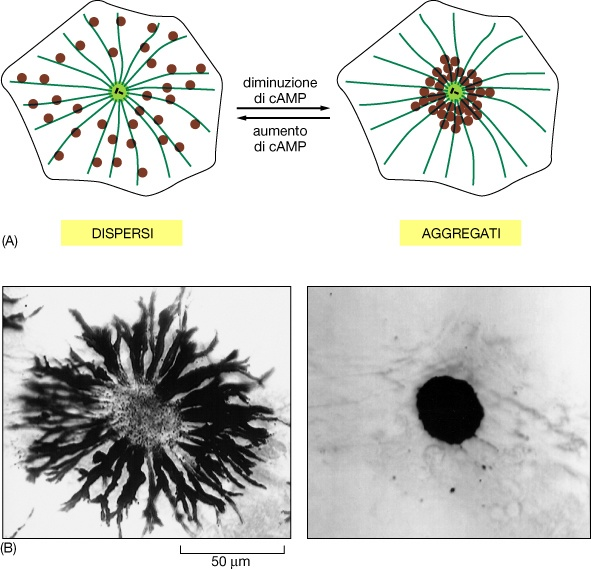 diminuzione
di cAMP
aumento
di cAMP
(A)
DISPERSI
AGGREGATI
(B)
50 µm